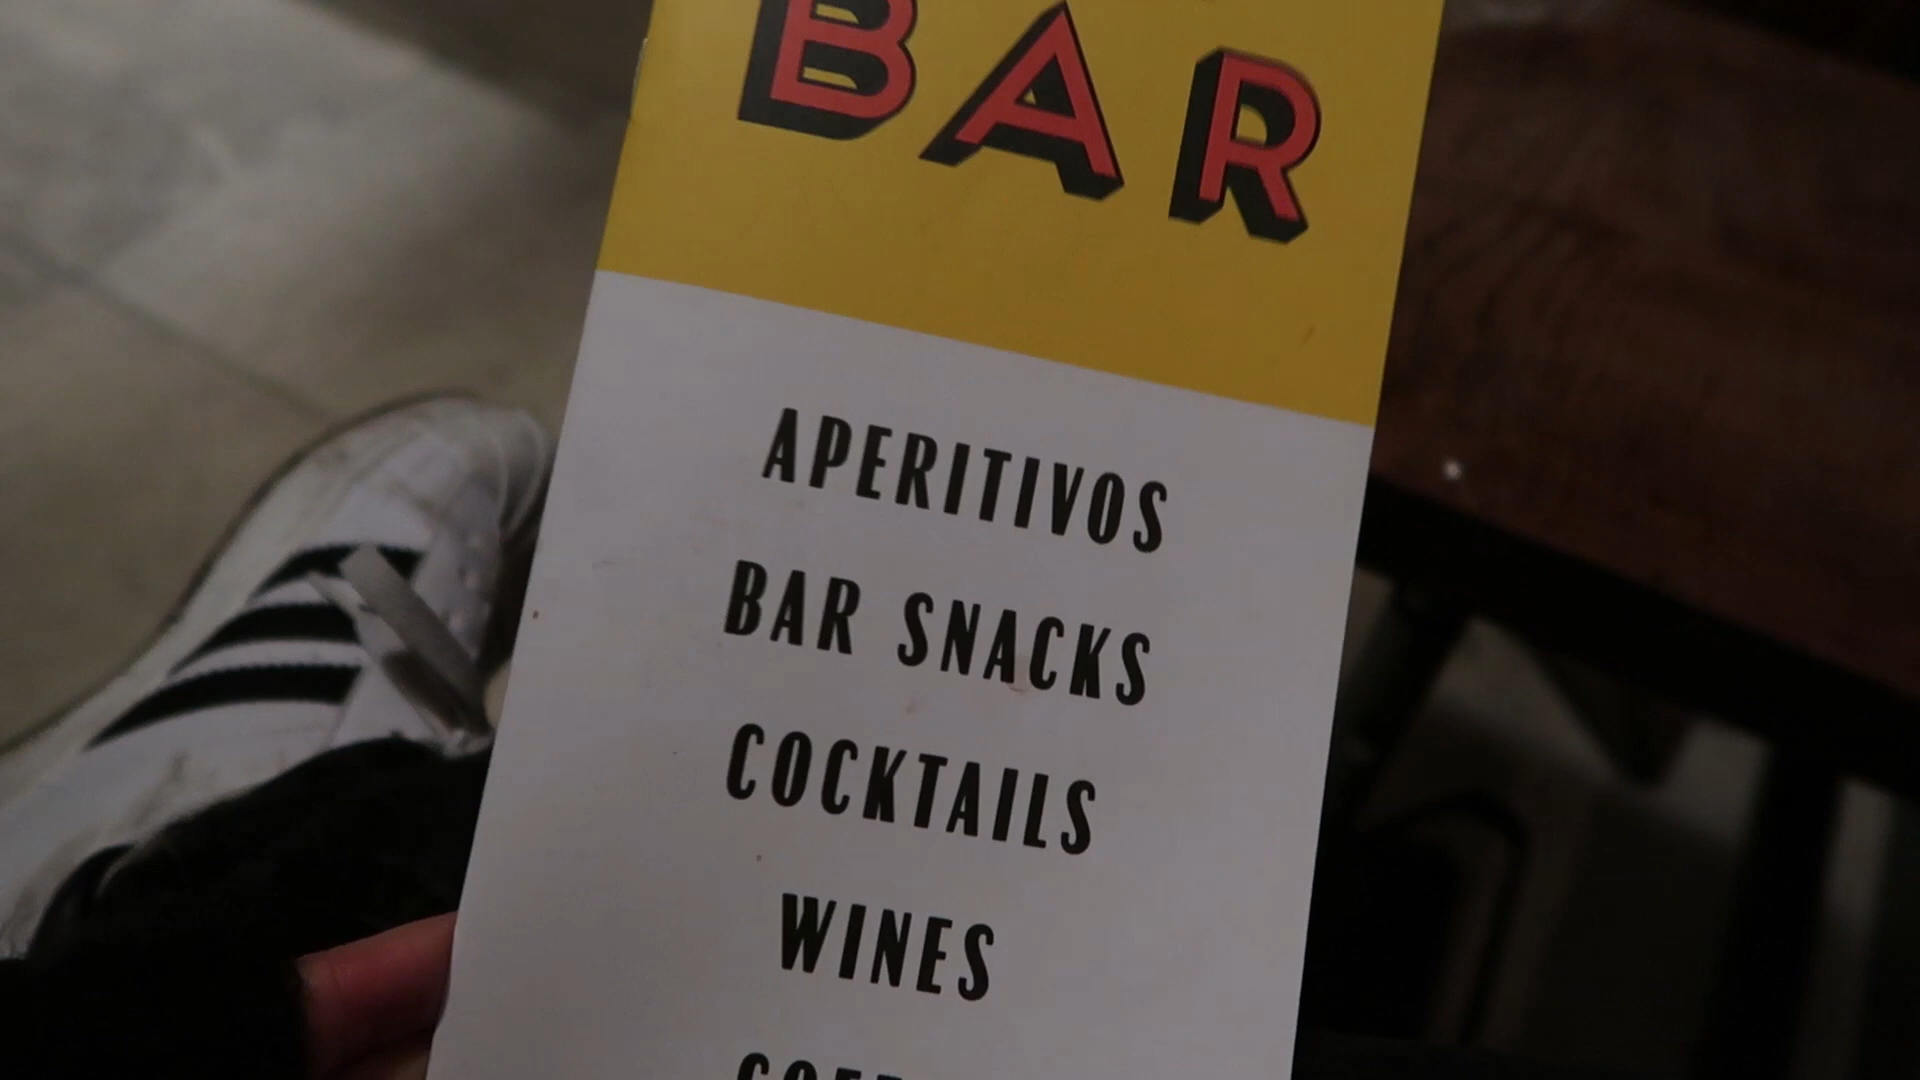 BAR
APERITIVOS
BAR SNACKS
COCKTAILS
WINES